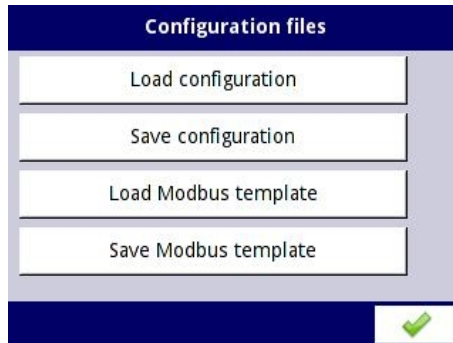 Configuration files
Load configuration
Save configuration
Load Modbus template
Save Modbus template